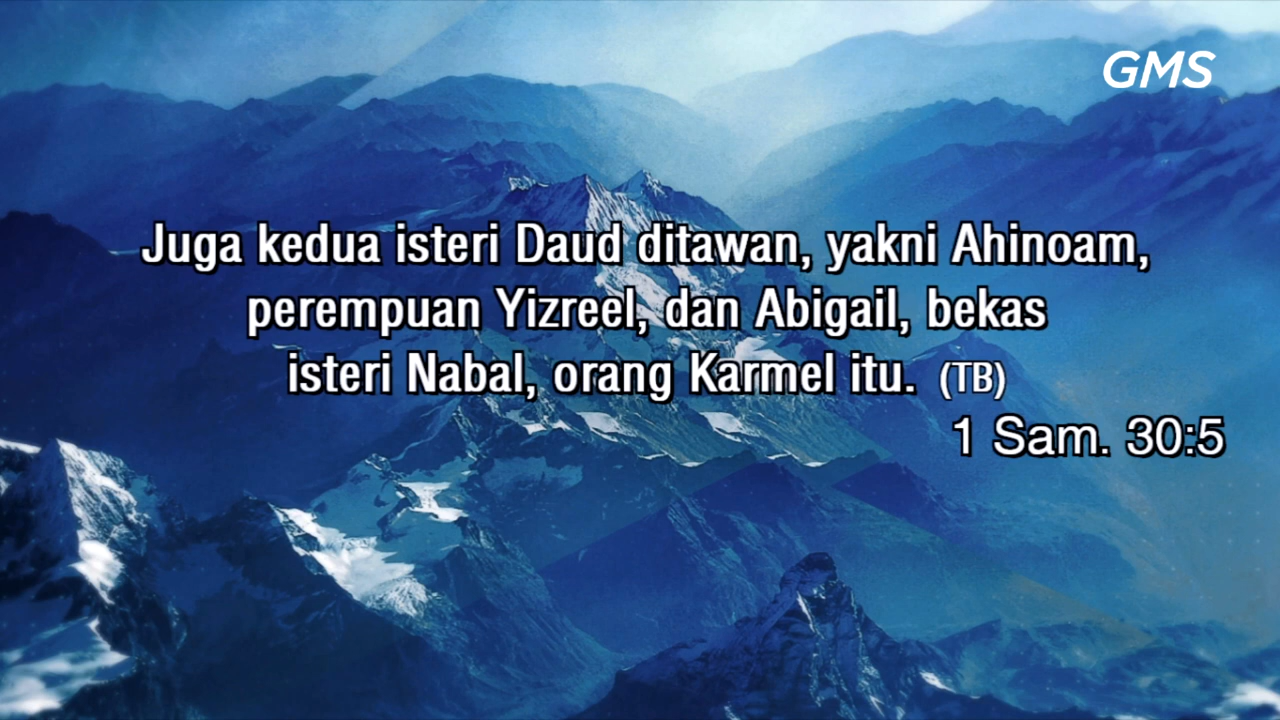 GMS
Juga kedua isteri Daud ditawan, yakni Ahinoam,
perempuan Yizreel, dan Abigail, bekas
isteri Nabal, orang Karmel itu. (TB)
1 Sam. 30:5